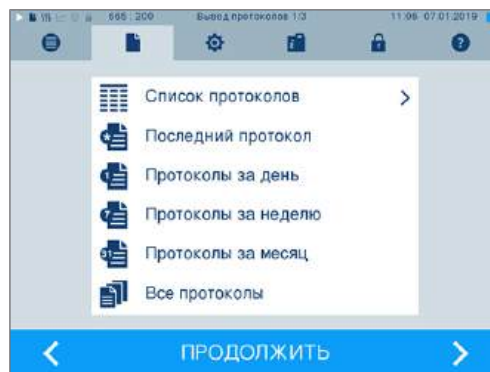 665 : 200 Вывод протоколов 1/3 11:06 07.01.2019
Список протоколов
Последний протокол
Протоколы за день
Протоколы за неделю
Протоколы за месяц
Все протоколы
ПРОДОЛЖИТЬ